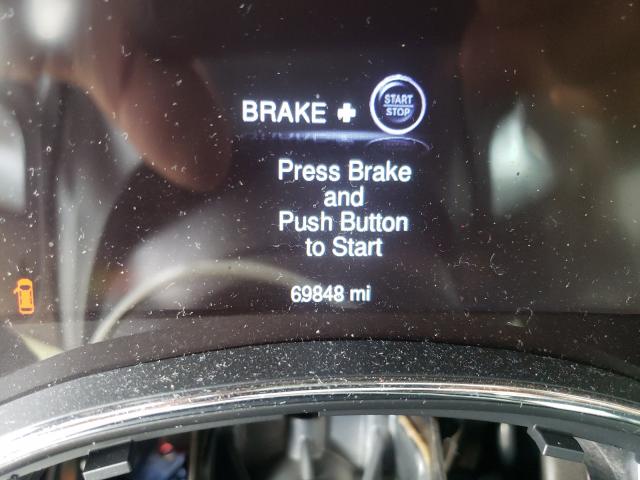 BRAKE + START
STOP
Press Brake
and
Push Button
to Start
69848 mi